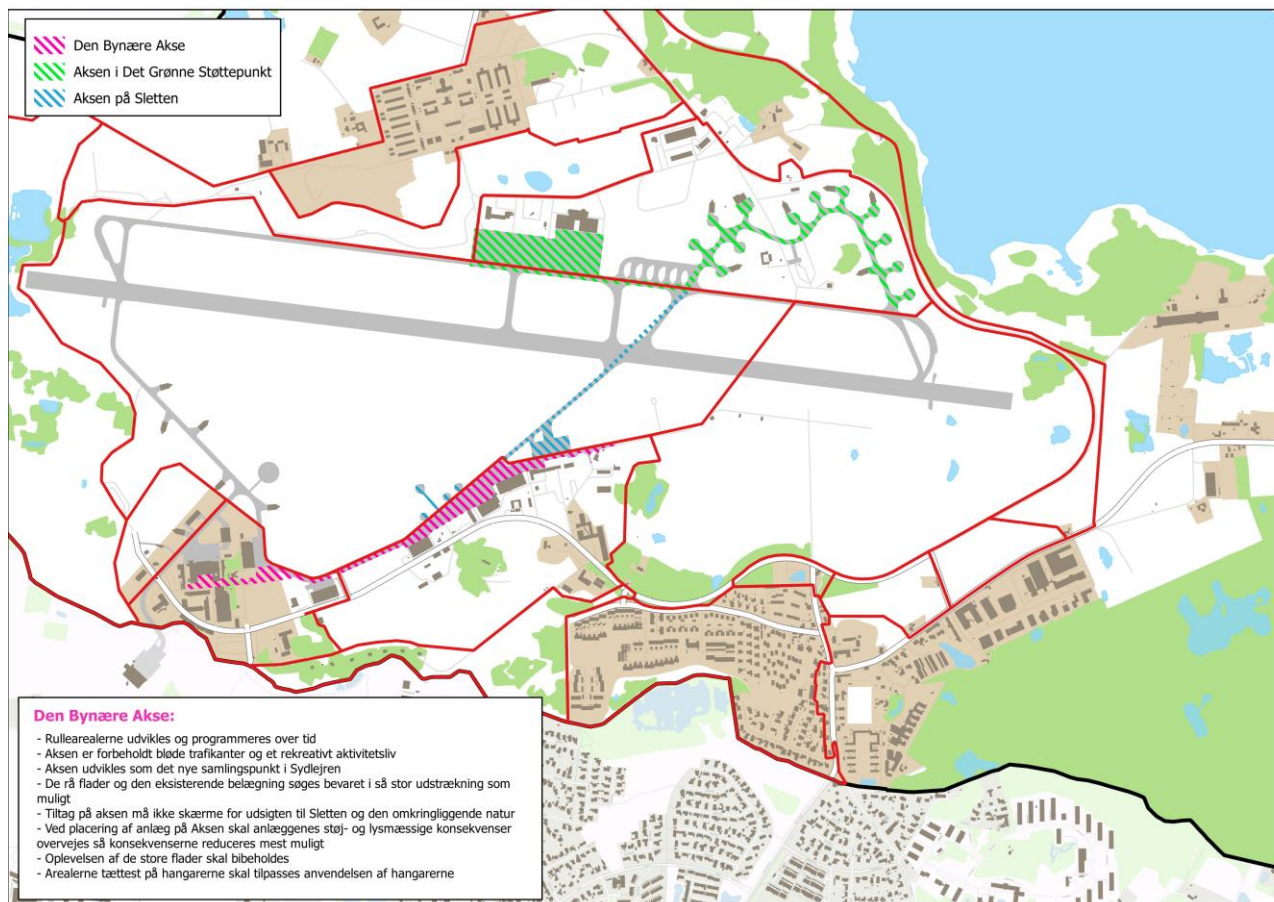 Den Bynære Akse
Aksen i Det Grønne Støttepunkt
Aksen på Sletten
Den Bynære Akse:
- Rullearealerne udvikles og programmeres over tid
- Aksen er forbeholdt bløde trafikanter og et rekreativt aktivitetsliv
- Aksen udvikles som det nye samlingspunkt i Sydlejren
- De rå flader og den eksisterende belægning søges bevaret i så stor udstrækning som
muligt
- Tiltag på aksen må ikke skærme for udsigten til Sletten og den omkringliggende natur
- Ved placering af anlæg på Aksen skal anlæggenes støj- og lysmæssige konsekvenser
overvejes så konsekvenserne reduceres mest muligt
- Oplevelsen af de store flader skal bibeholdes
- Arealerne tættest på hangarerne skal tilpasses anvendelsen af hangarerne